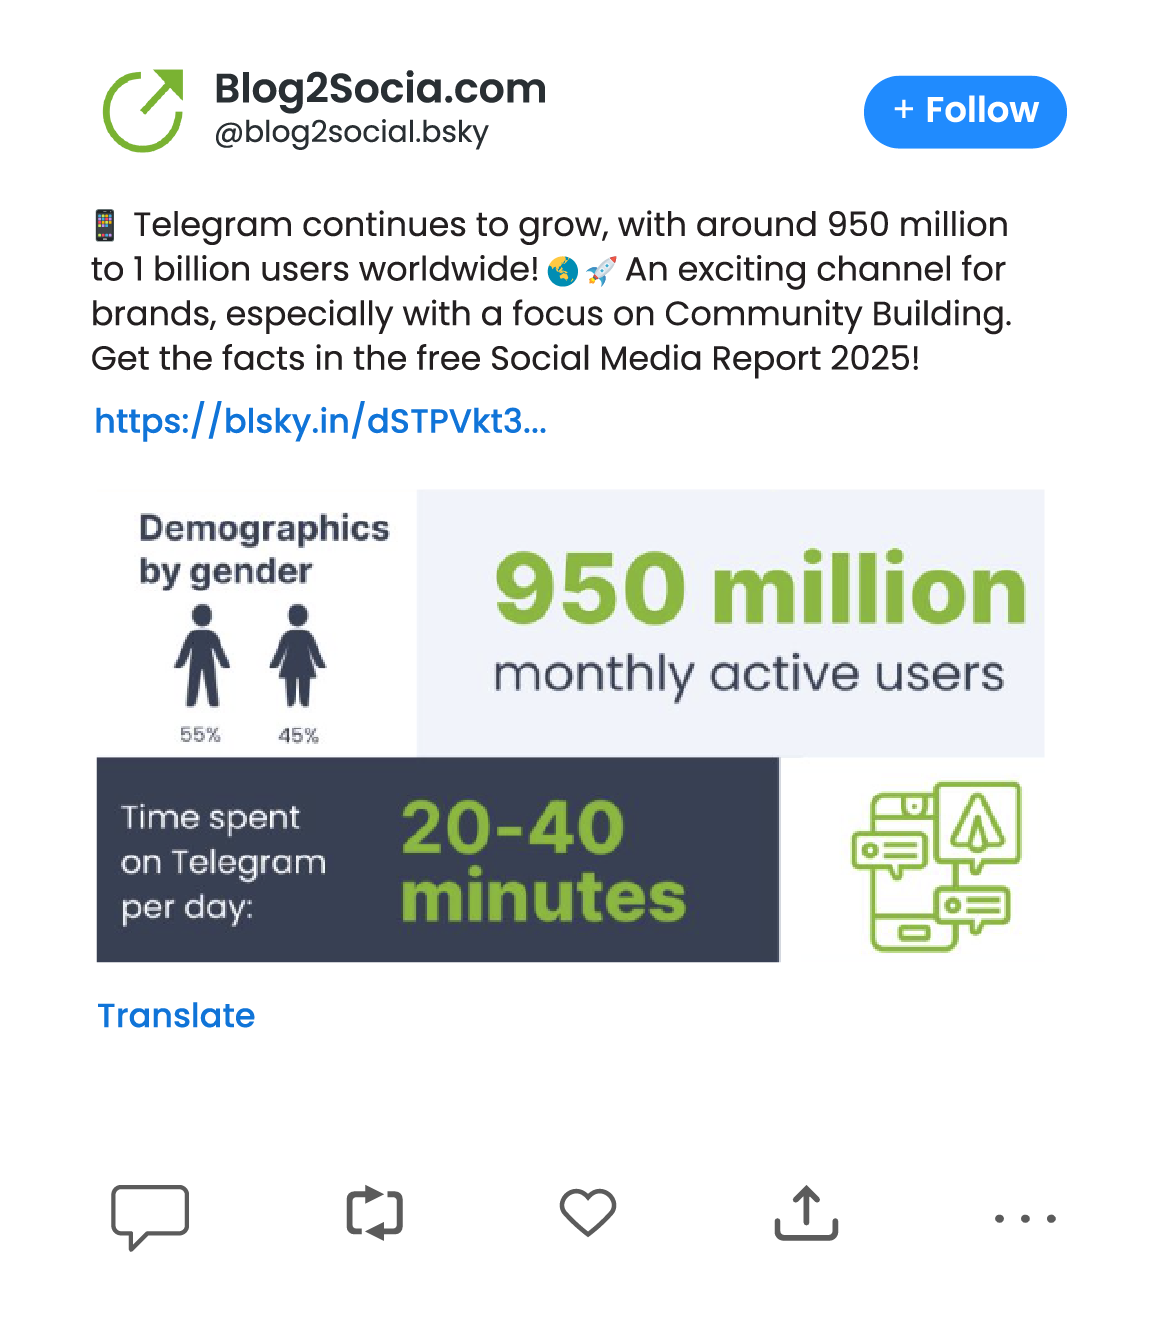 Blog2Socia.com
@blog2social.bsky
+ Follow
📱 Telegram continues to grow, with around 950 million
to 1 billion users worldwide! 🌏 🚀 An exciting channel for
brands, especially with a focus on Community Building.
Get the facts in the free Social Media Report 2025!
https://blsky.in/dSTPVkt3...
Demographics
by gender
55% 45%
950 million
monthly active users
Time spent
on Telegram
per day:
20-40
minutes
Translate